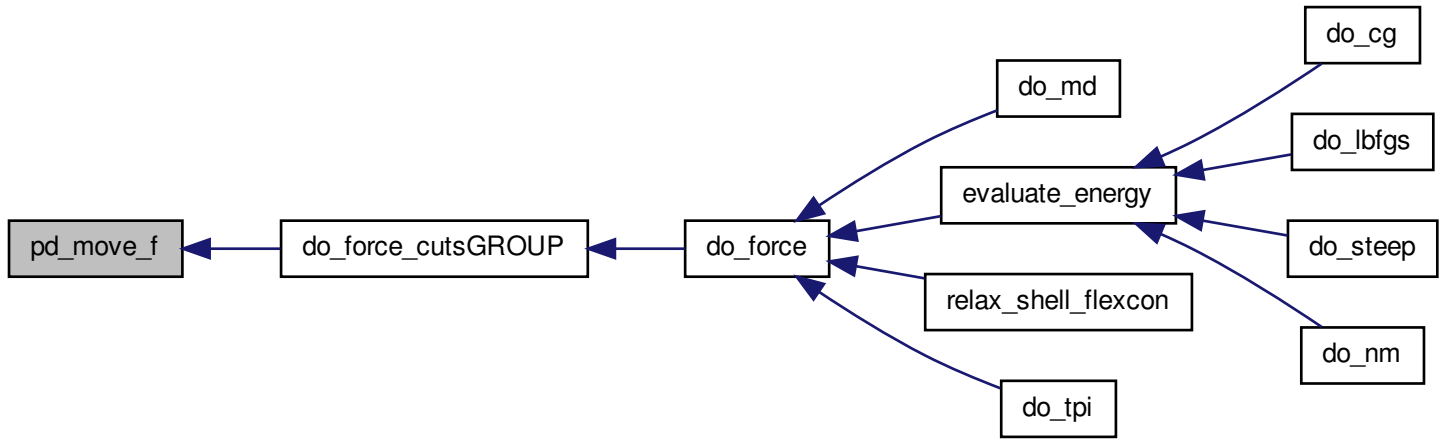 do_cg
do_md
do_lbfgs
evaluate_energy
pd_move_f
do_force_cutsGROUP
do_force
do_steep
relax_shell_flexcon
do_nm
do_tpi